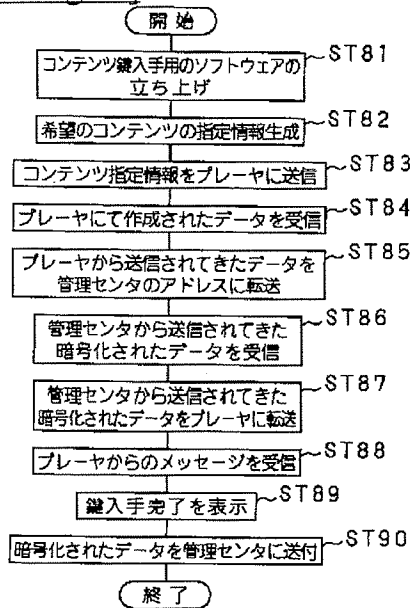 開始
コンテンツ鍵入手用のソフトウェアの
立ち上げ
ST81
希望のコンテンツの指定情報生成
ST82
コンテンツ指定情報をプレーヤに送信
ST83
プレーヤにて作成されたデータを受信
ST84
プレーヤから送信されてきたデータを
管理センタのアドレスに転送
ST85
管理センタから送信されてきた
暗号化されたデータを受信
ST86
管理センタから送信されてきた
暗号化されたデータをプレーヤに転送
ST87
プレーヤからのメッセージを受信
ST88
鍵入手完了を表示
ST89
暗号化されたデータを管理センタに送付
ST90
終了